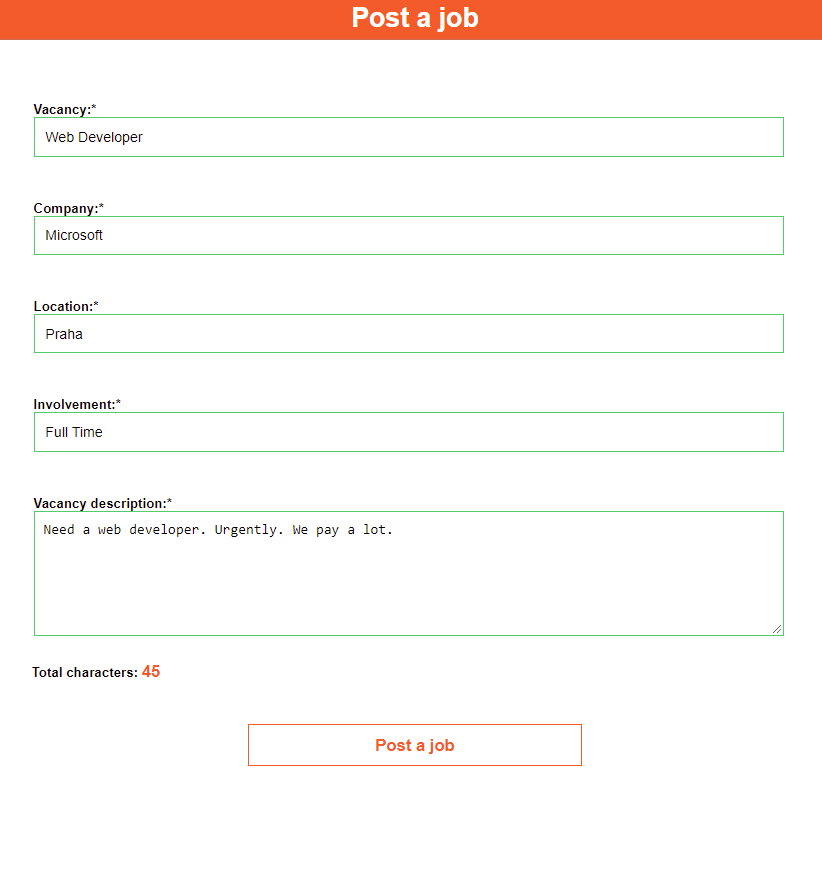 Post a job
Vacancy:*
Web Developer
Company:*
Microsoft
Location:*
Praha
Involvement:*
Full Time
Vacancy description:*
Need a web developer. Urgently. We pay a lot.
Total characters: 45
Post a job